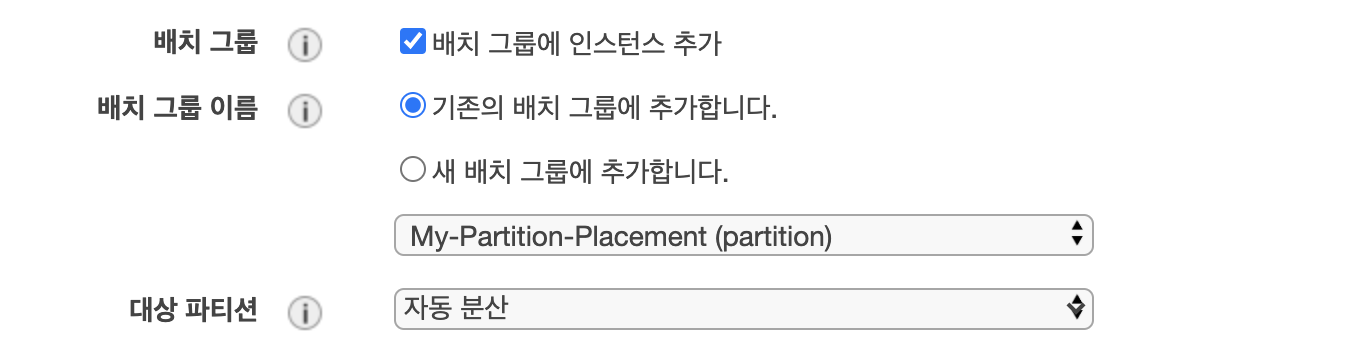 배치 그룹 i 배치 그룹에 인스턴스 추가
배치 그룹 이름 i 기존의 배치 그룹에 추가합니다.
새 배치 그룹에 추가합니다.
My-Partition-Placement (partition)
대상 파티션 i 자동 분산